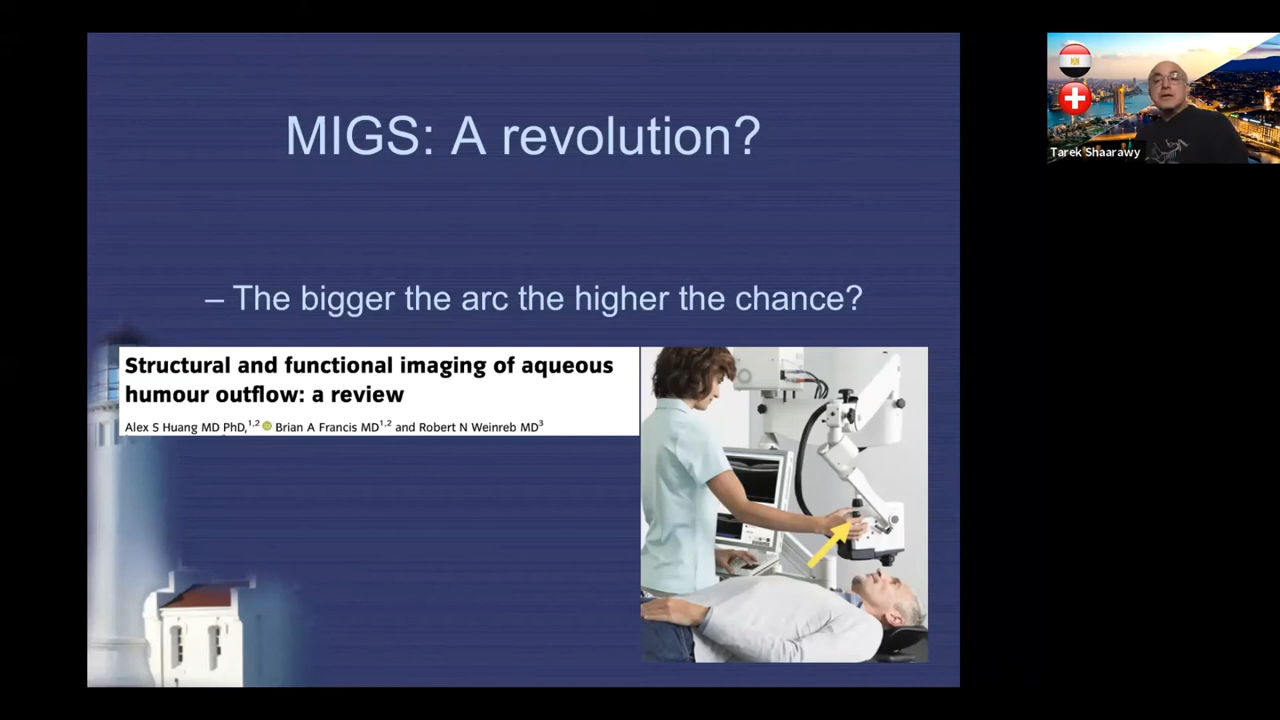 MIGS: A revolution?
– The bigger the arc the higher the chance?
Structural and functional imaging of aqueous
humour outflow: a review
Alex S Huang MD PhD,1,2 Brian A Francis MD1,2 and Robert N Weinreb MD3
Tarek Shaarawy